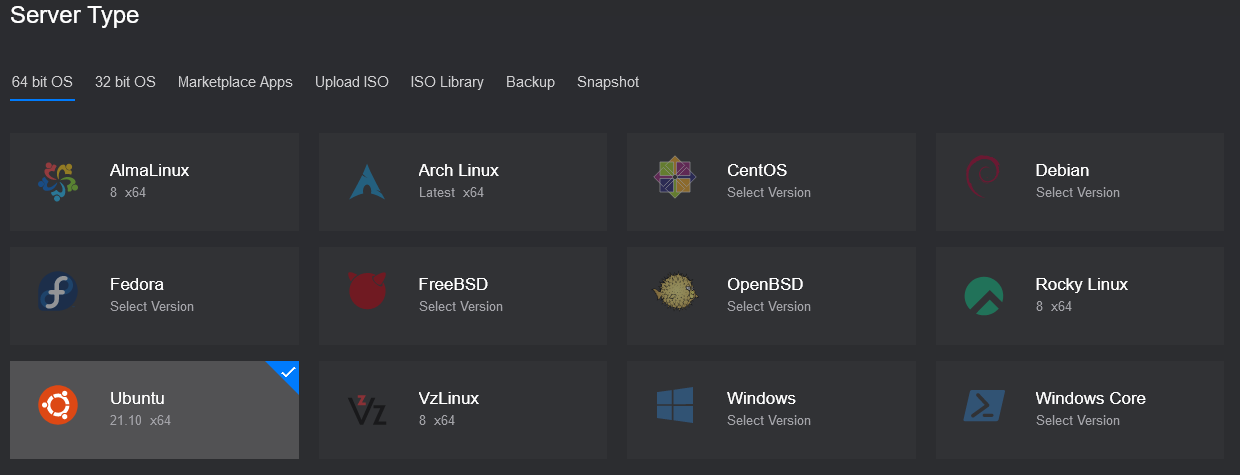 Server Type
64 bit OS 32 bit OS Marketplace Apps Upload ISO ISO Library Backup Snapshot
AlmaLinux Arch Linux CentOS Debian
8 x64 Latest x64 Select Version Select Version
Fedora FreeBSD OpenBSD Rocky Linux
Select Version Select Version Select Version 8 x64
Ubuntu VzLinux Windows Windows Core
21.10 x64 8 x64 Select Version Select Version